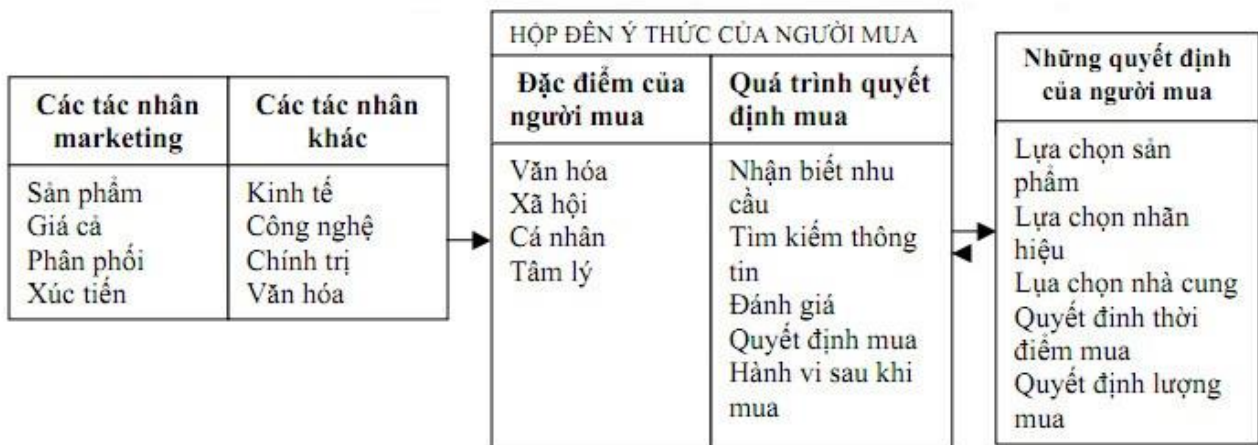 HỘP ĐEN Ý THỨC CỦA NGƯỜI MUA
Các tác nhân
marketing
Sản phẩm
Giá cả
Phân phối
Xúc tiến
Các tác nhân
khác
Kinh tế
Công nghệ
Chính trị
Văn hóa
Đặc điểm của
người mua
Văn hóa
Xã hội
Cá nhân
Tâm lý
Quá trình quyết
định mua
Nhận biết nhu
cầu
Tìm kiếm thông
tin
Đánh giá
Quyết định mua
Hành vi sau khi
mua
Những quyết định
của người mua
Lựa chọn sản
phẩm
Lựa chọn nhãn
hiệu
Lụa chọn nhà cung
Quyết đinh thời
điểm mua
Quyết định lượng
mua